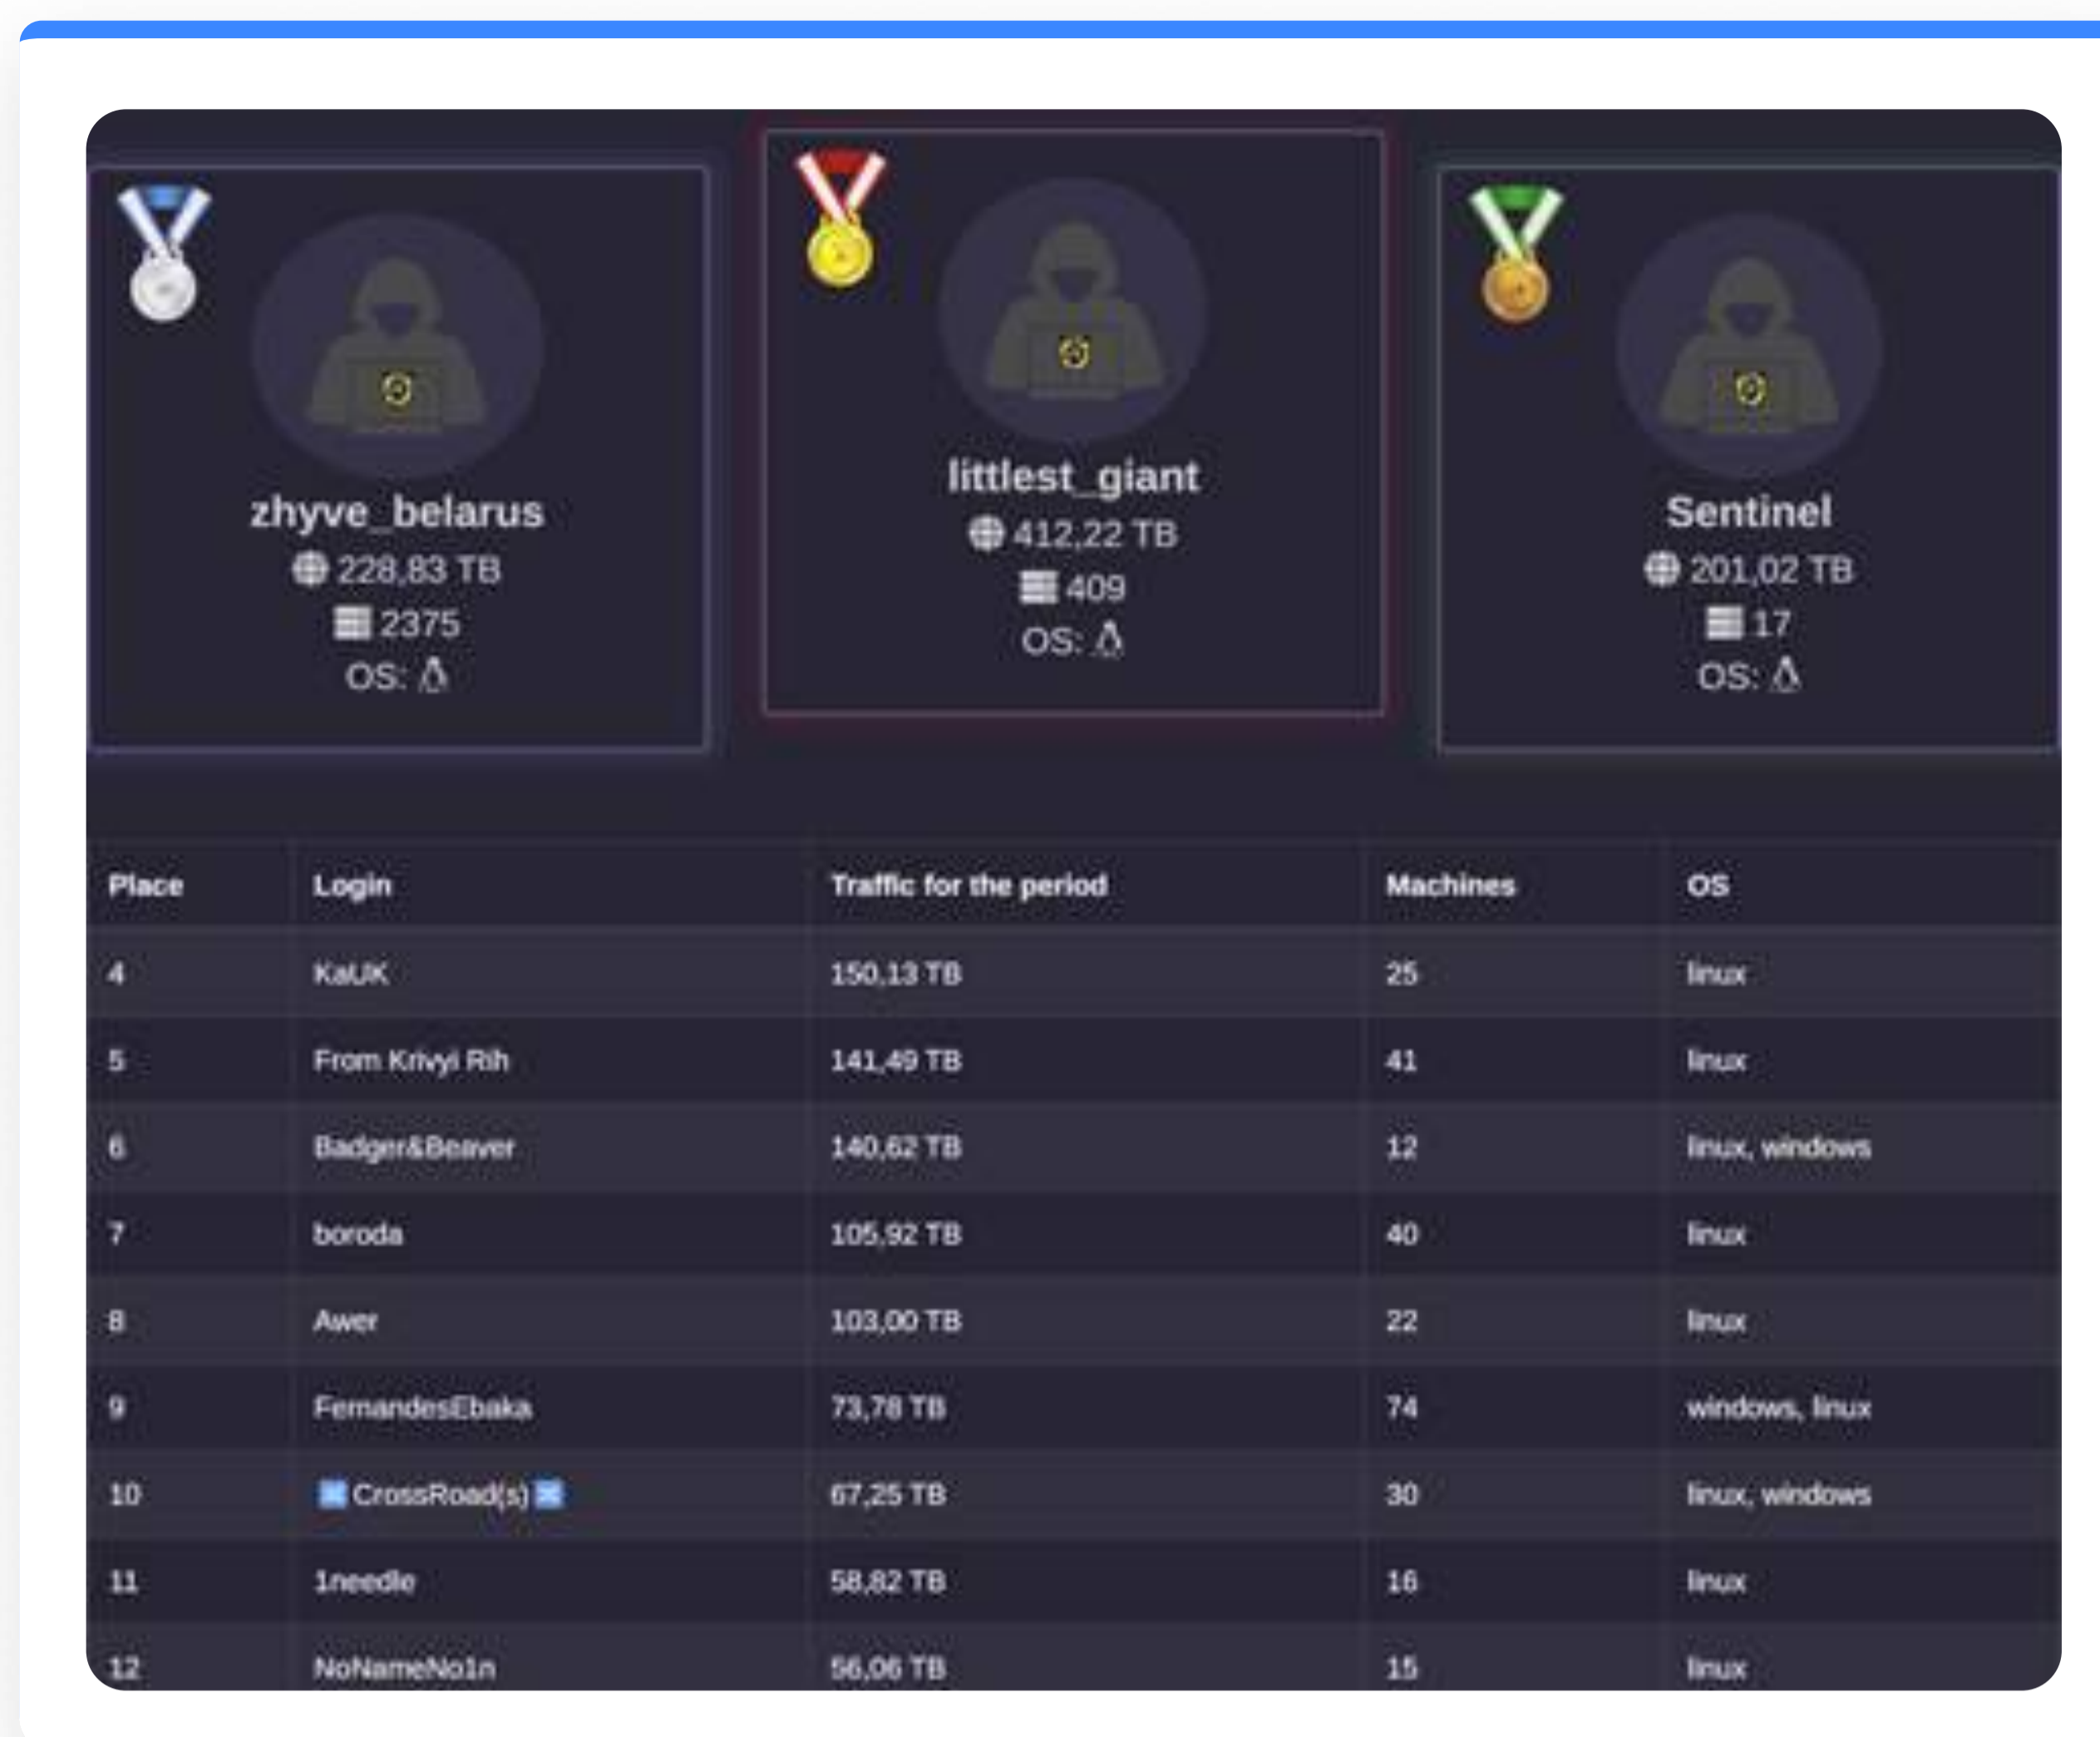 zhyve_belarus
228,83 TB
2375
OS:
littlest_giant
412,22 TB
409
OS:
Sentinel
201,02 TB
17
OS:
Place Login Traffic for the period Machines OS
4 KaUK 150,13 TB 25 linux
5 From Krivyi Rih 141,49 TB 41 linux
6 Badger&Beaver 140,62 TB 12 linux, windows
7 boroda 105,92 TB 40 linux
8 Awer 103,00 TB 22 linux
9 FernandesEbaka 73,78 TB 74 windows, linux
10 CrossRoad(s) 67,25 TB 30 linux, windows
11 1needle 58,82 TB 16 linux
12 NoNameNo1n 56,06 TB 15 linux